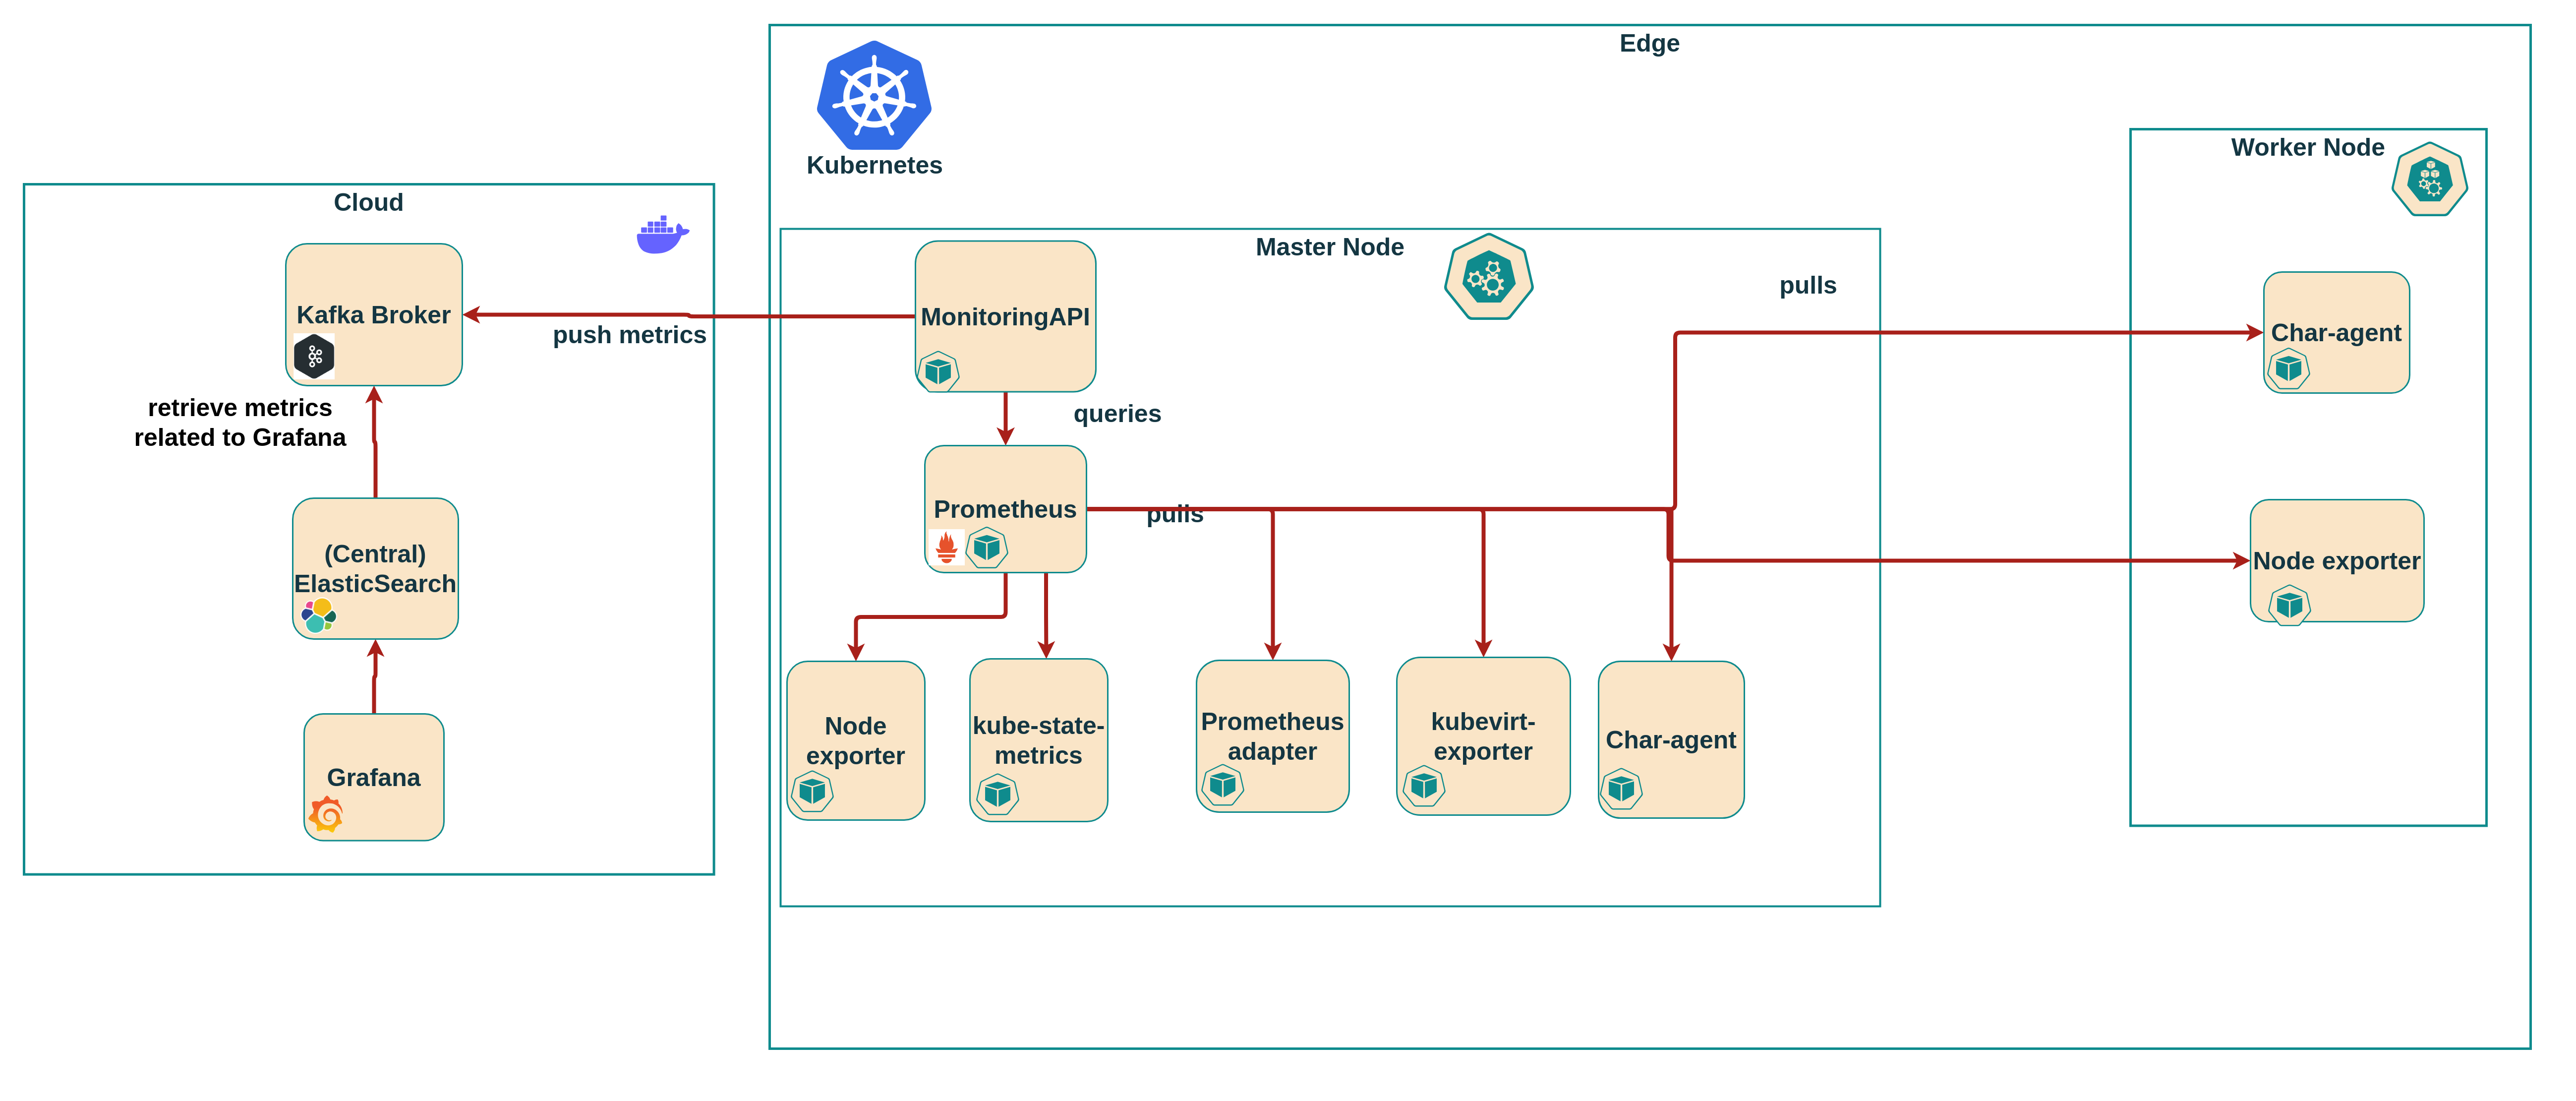 Edge
Kubernetes
Worker Node
Cloud
Master Node
pulls
Kafka Broker
MonitoringAPI
Char-agent
push metrics
retrieve metrics
related to Grafana
queries
Prometheus
pulls
(Central)
ElasticSearch
Node exporter
Grafana
Node
exporter
kube-state-
metrics
Prometheus
adapter
kubevirt-
exporter
Char-agent